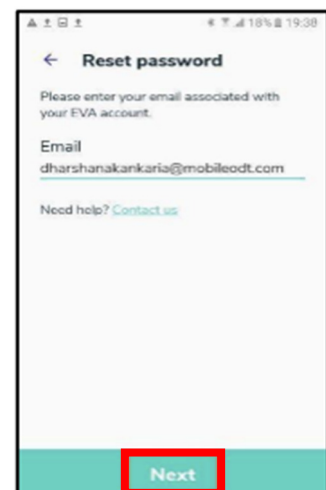 18% 19:38
← Reset password
Please enter your email associated with
your EVA account.
Email
dharshanakankaria@mobileodt.com
Need help? Contact us
Next